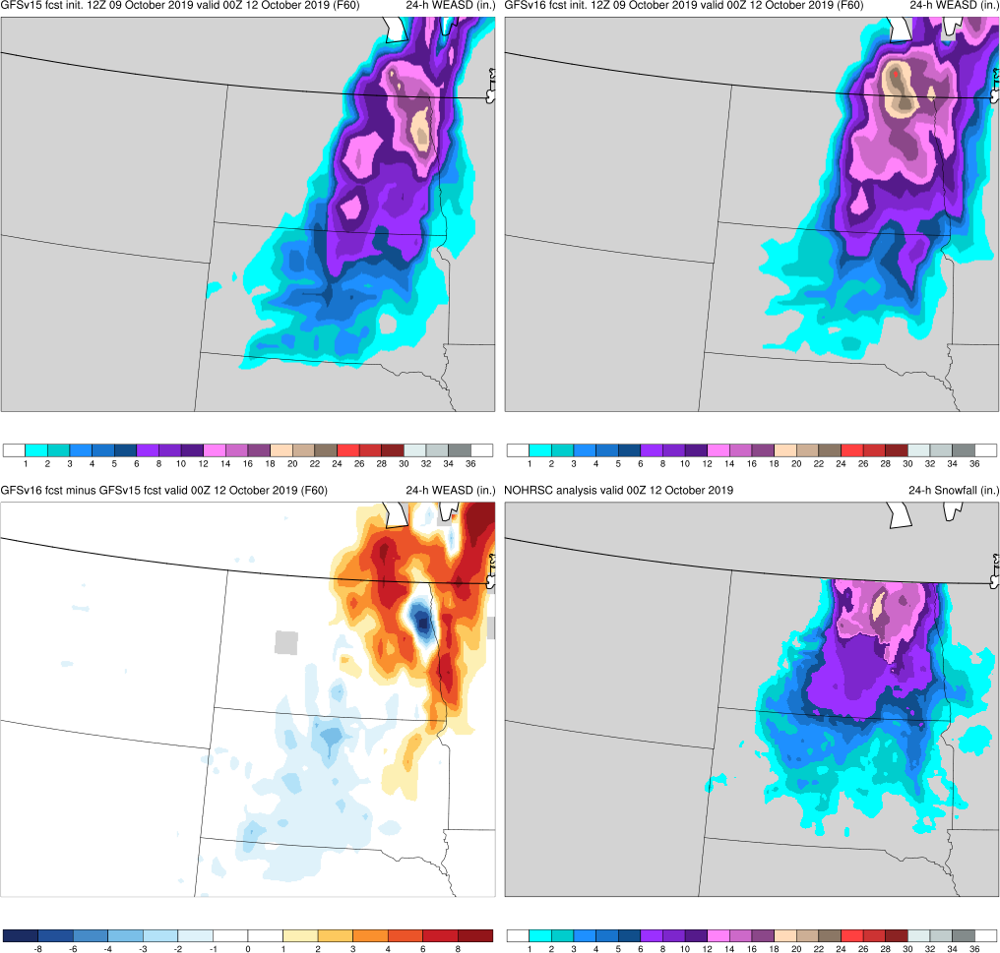 GFSv15 fcst init. 12Z 09 October 2019 valid 00Z 12 October 2019 (F60) 24-h WEASD (in.)
GFSv16 fcst init. 12Z 09 October 2019 valid 00Z 12 October 2019 (F60) 24-h WEASD (in.)
1 2 3 4 5 6 8 10 12 14 16 18 20 22 24 26 28 30 32 34 36
1 2 3 4 5 6 8 10 12 14 16 18 20 22 24 26 28 30 32 34 36
GFSv16 fcst minus GFSv15 fcst valid 00Z 12 October 2019 (F60) 24-h WEASD (in.)
NOHRSC analysis valid 00Z 12 October 2019 24-h Snowfall (in.)
-8 -6 -4 -3 -2 -1 0 1 2 3 4 6 8
1 2 3 4 5 6 8 10 12 14 16 18 20 22 24 26 28 30 32 34 36